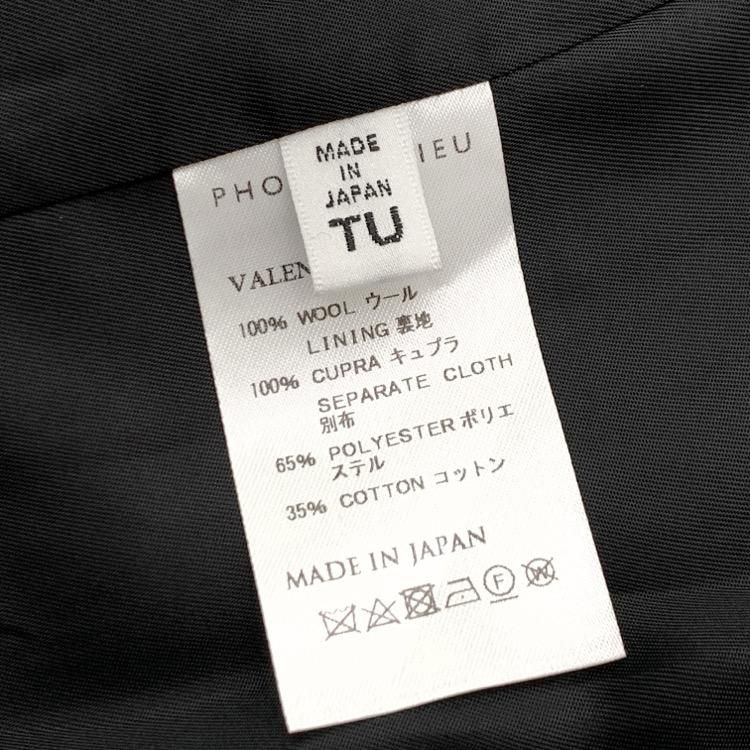 MADE
IN
JAPAN
TU
100% WOOL ウール
LINING 裏地
100% CUPRA キュプラ
SEPARATE CLOTH
別布
65% POLYESTER ポリエ
ステル
35% COTTON コットン
MADE IN JAPAN
F
W